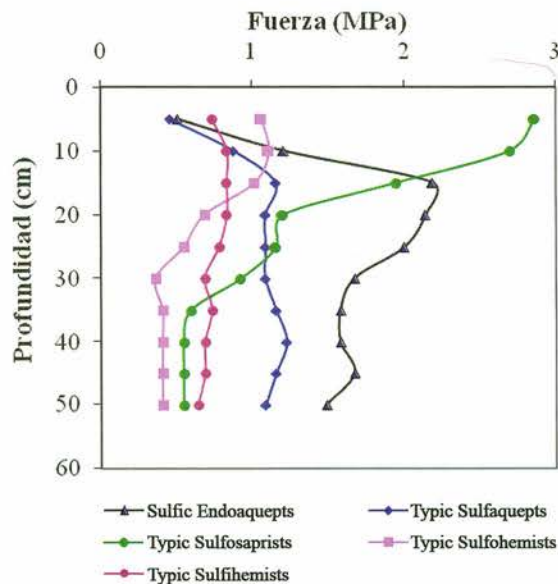 Fuerza (MPa)
0 1 2 3
0
10
20
30
40
50
60
Profundidad (cm)
Sulfic Endoaquepts Typic Sulfaquepts
Typic Sulfosaprists Typic Sulfohemists
Typic Sulfihemists